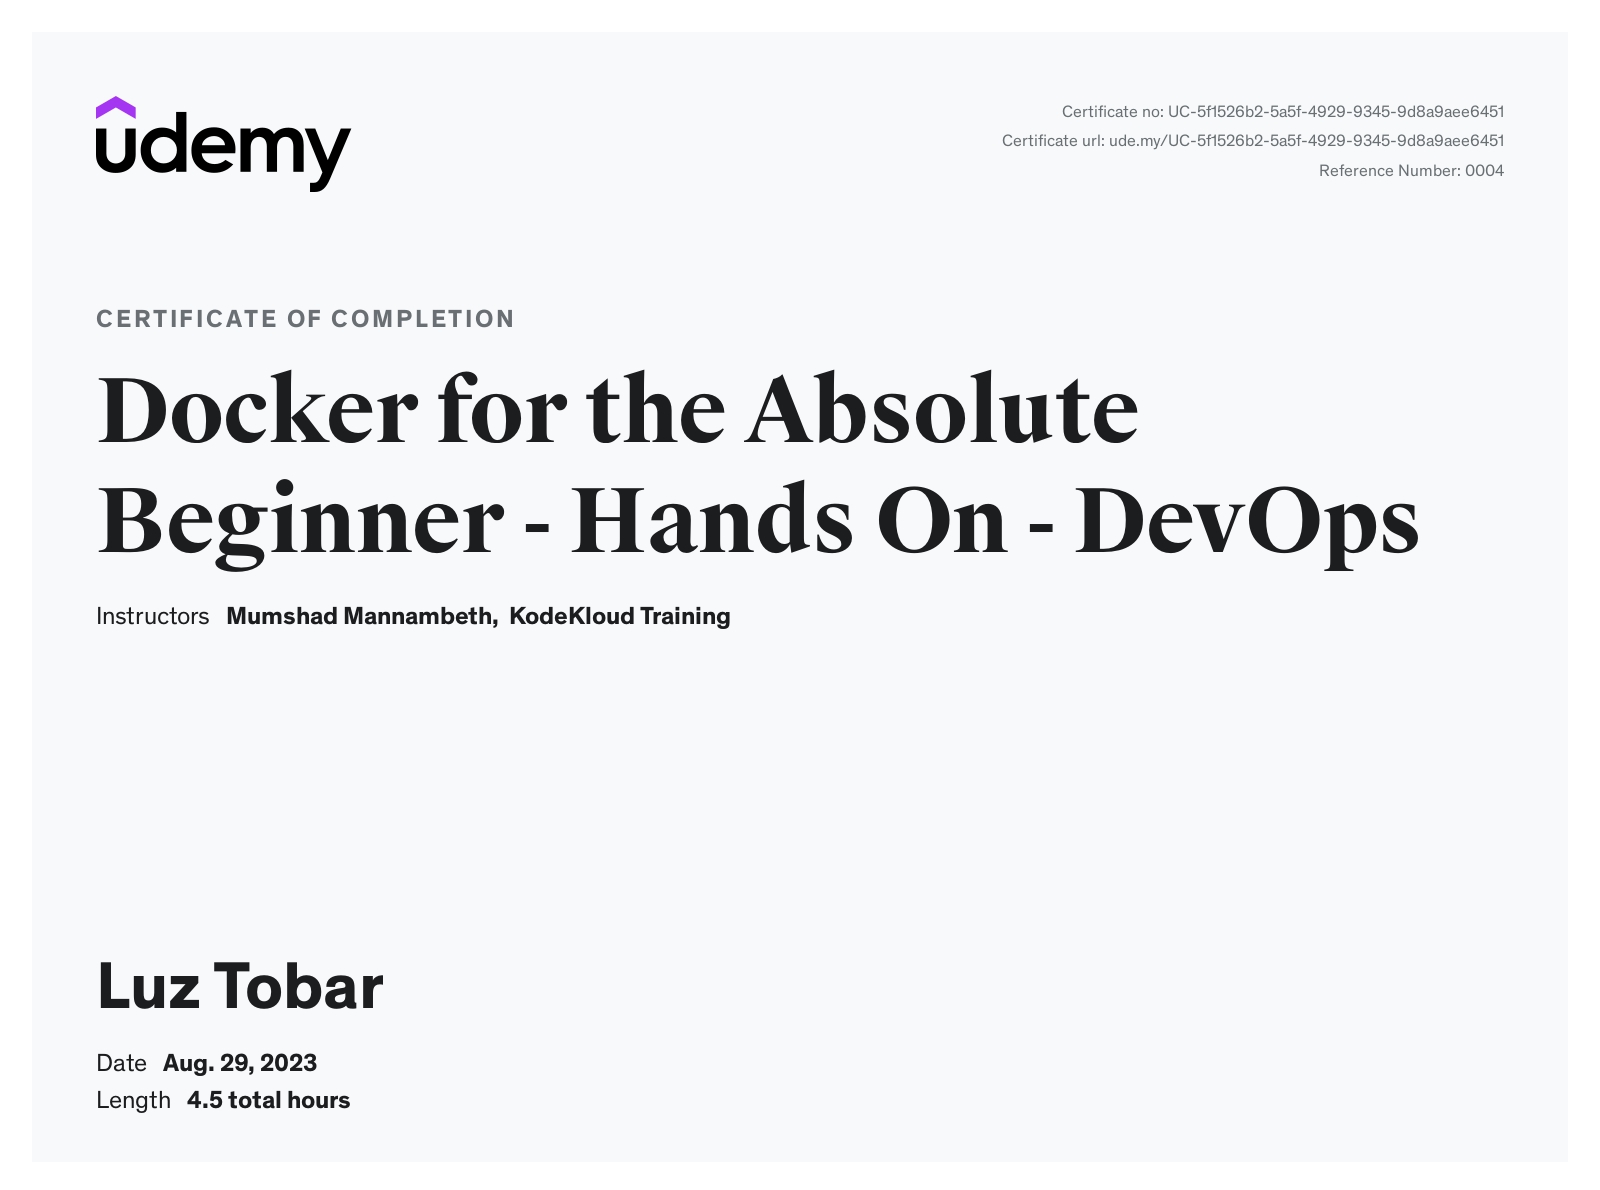 udemy
Certificate no: UC-5f1526b2-5a5f-4929-9345-9d8a9aee6451
Certificate url: ude.my/UC-5f1526b2-5a5f-4929-9345-9d8a9aee6451
Reference Number: 0004
CERTIFICATE OF COMPLETION
Docker for the Absolute
Beginner - Hands On - DevOps
Instructors Mumshad Mannambeth, KodeKloud Training
Luz Tobar
Date Aug. 29, 2023
Length 4.5 total hours